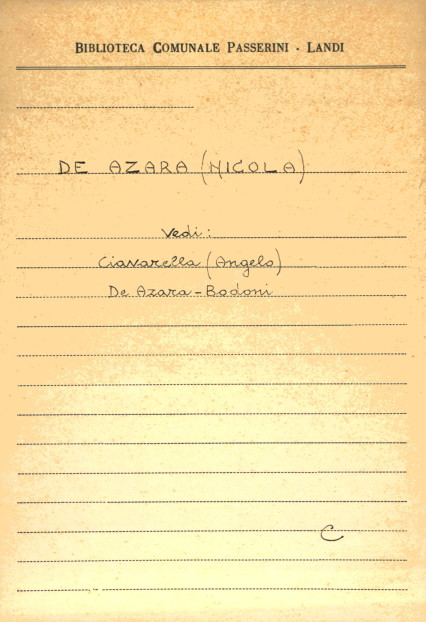 BIBLIOTECA COMUNALE PASSERINI - LANDI
DE AZARA (NICOLA)
Vedi:
Ciavarella (Angelo)
De Azara - Bodoni
C